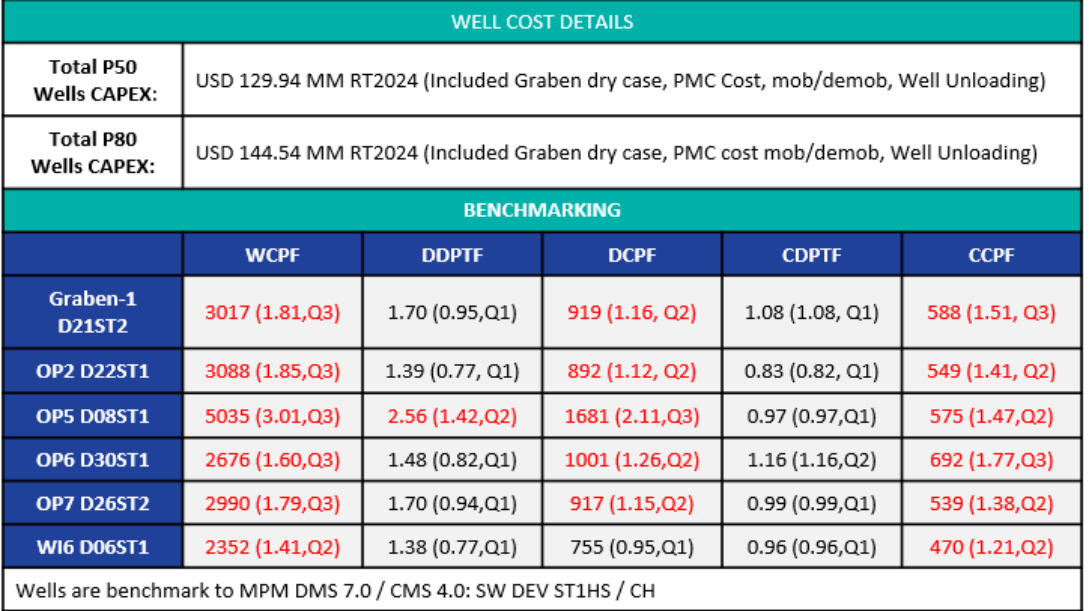 WELL COST DETAILS
Total P50
Wells CAPEX:
USD 129.94 MM RT2024 (Included Graben dry case, PMC Cost, mob/demob, Well Unloading)
Total P80
Wells CAPEX:
USD 144.54 MM RT2024 (Included Graben dry case, PMC cost mob/demob, Well Unloading)
BENCHMARKING
WCPF DDPTF DCPF CDPTF CCPF
Graben-1
D21ST2
3017 (1.81,Q3) 1.70 (0.95,Q1) 919 (1.16, Q2) 1.08 (1.08, Q1) 588 (1.51, Q3)
OP2 D22ST1 3088 (1.85,Q3) 1.39 (0.77, Q1) 892 (1.12, Q2) 0.83 (0.82, Q1) 549 (1.41, Q2)
OP5 D08ST1 5035 (3.01,Q3) 2.56 (1.42,Q2) 1681 (2.11,Q3) 0.97 (0.97,Q1) 575 (1.47,Q2)
OP6 D30ST1 2676 (1.60,Q3) 1.48 (0.82,Q1) 1001 (1.26,Q2) 1.16 (1.16,Q2) 692 (1.77,Q3)
OP7 D26ST2 2990 (1.79,Q3) 1.70 (0.94,Q1) 917 (1.15,Q2) 0.99 (0.99,Q1) 539 (1.38,Q2)
WI6 D06ST1 2352 (1.41,Q2) 1.38 (0.77,Q1) 755 (0.95,Q1) 0.96 (0.96,Q1) 470 (1.21,Q2)
Wells are benchmark to MPM DMS 7.0 / CMS 4.0: SW DEV ST1HS / CH